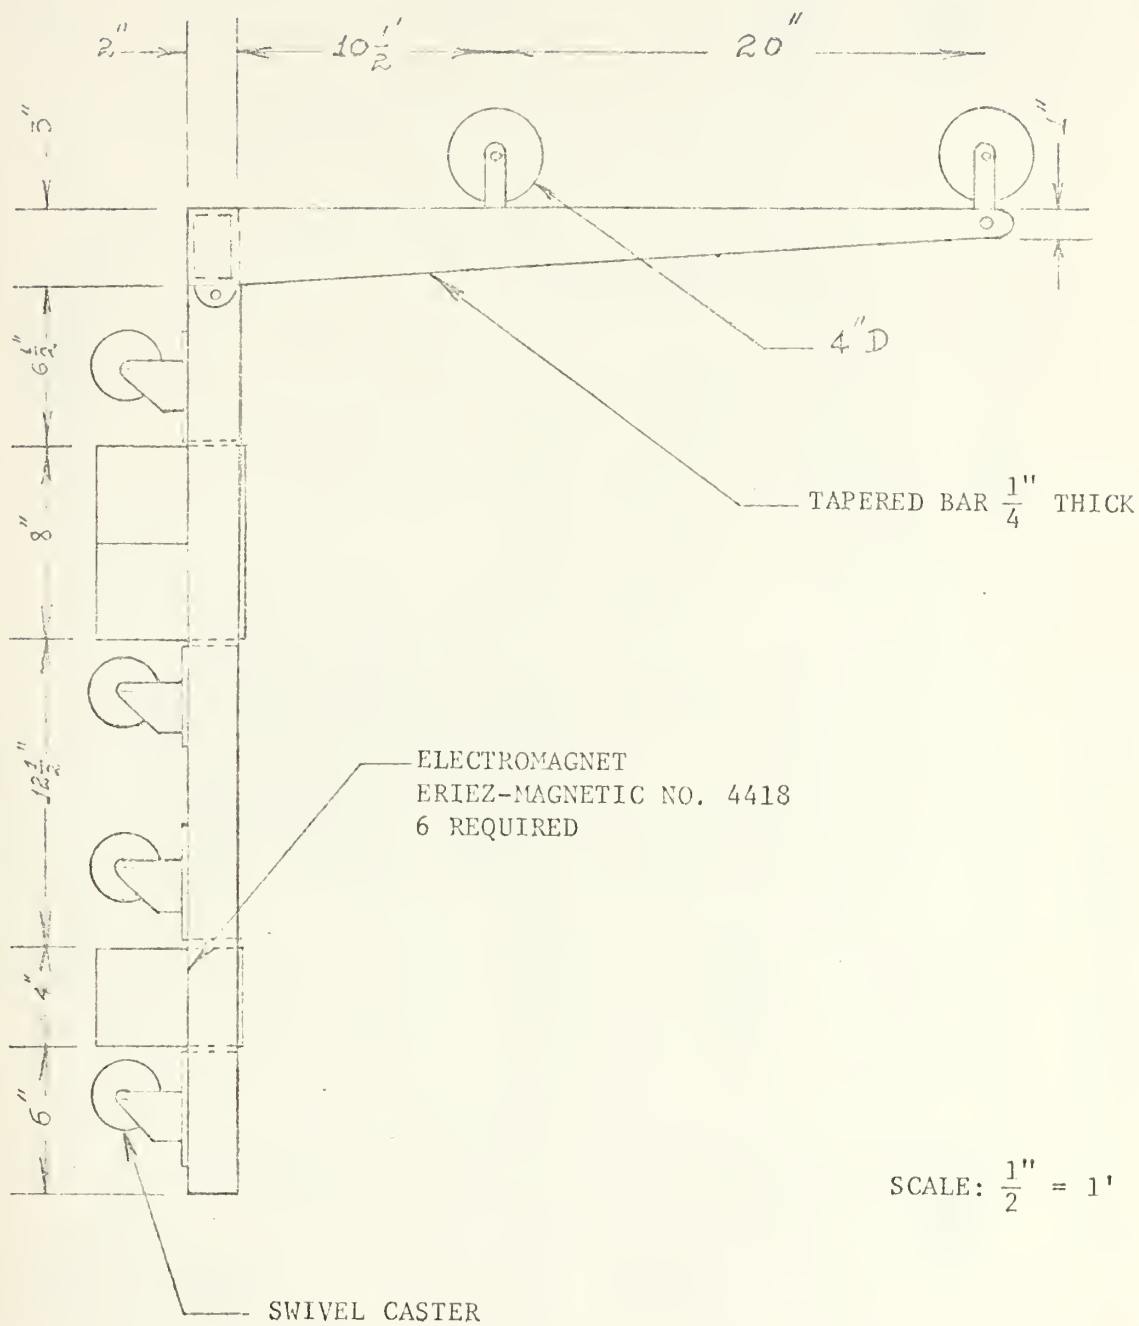 2"
10 1/2'
20"
1"
6 1/2"
4"D
TAPERED BAR 1/4" THICK
8"
12 1/2"
ELECTROMAGNET
ERIEZ-MAGNETIC NO. 4418
6 REQUIRED
4"
6"
SCALE: 1/2" = 1'
SWIVEL CASTER